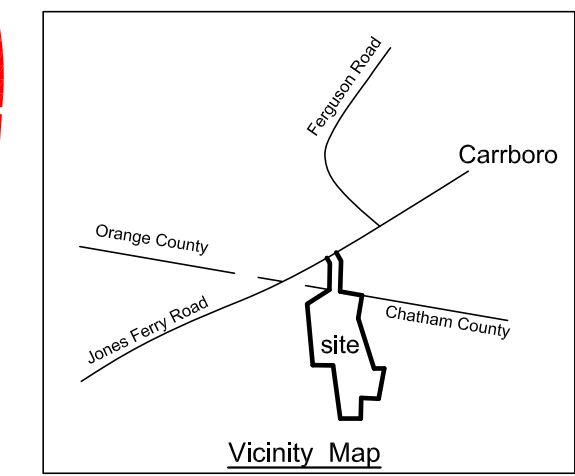 Ferguson Road
Carrboro
Orange County
Jones Ferry Road
Chatham County
site
Vicinity Map